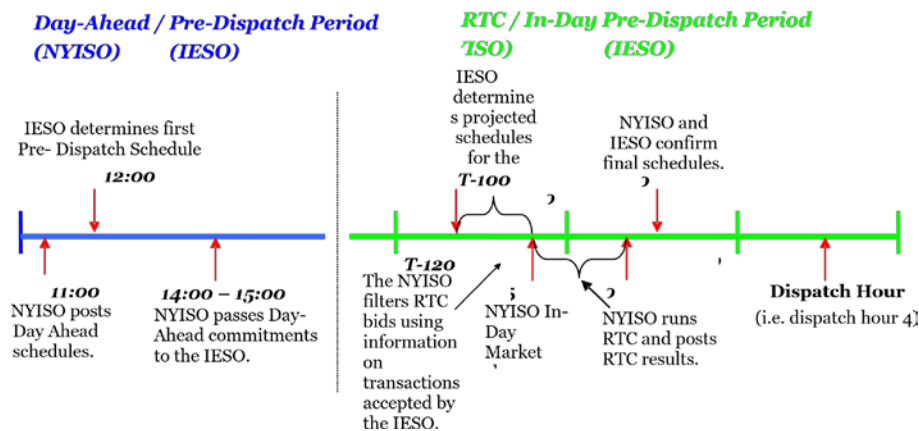 Day-Ahead / Pre-Dispatch Period
(NYISO) (IESO)
RTC / In-Day Pre-Dispatch Period
ISO) (IESO)
IESO determines first
Pre- Dispatch Schedule
12:00
11:00
NYISO posts
Day Ahead
schedules.
14:00 – 15:00
NYISO passes Day-
Ahead commitments
to the IESO.
IESO
determine
s projected
schedules
for the
T-100
NYISO and
IESO confirm
final schedules.
T-120
The NYISO
filters RTC
bids using
information
on
transactions
accepted by
the IESO.
NYISO In-
Day
Market
NYISO runs
RTC and posts
RTC results.
Dispatch Hour
(i.e. dispatch hour 4)